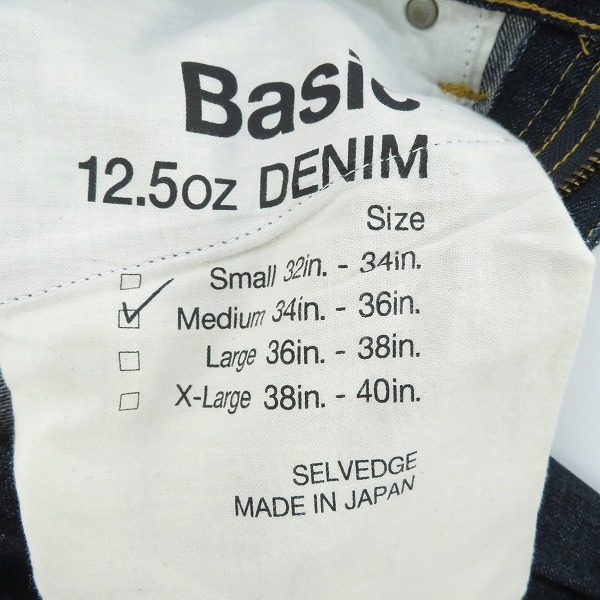 Basic
12.5oz DENIM
Size
Small 32in. - 34in.
Medium 34in. - 36in.
Large 36in. - 38in.
X-Large 38in. - 40in.
SELVEDGE
MADE IN JAPAN